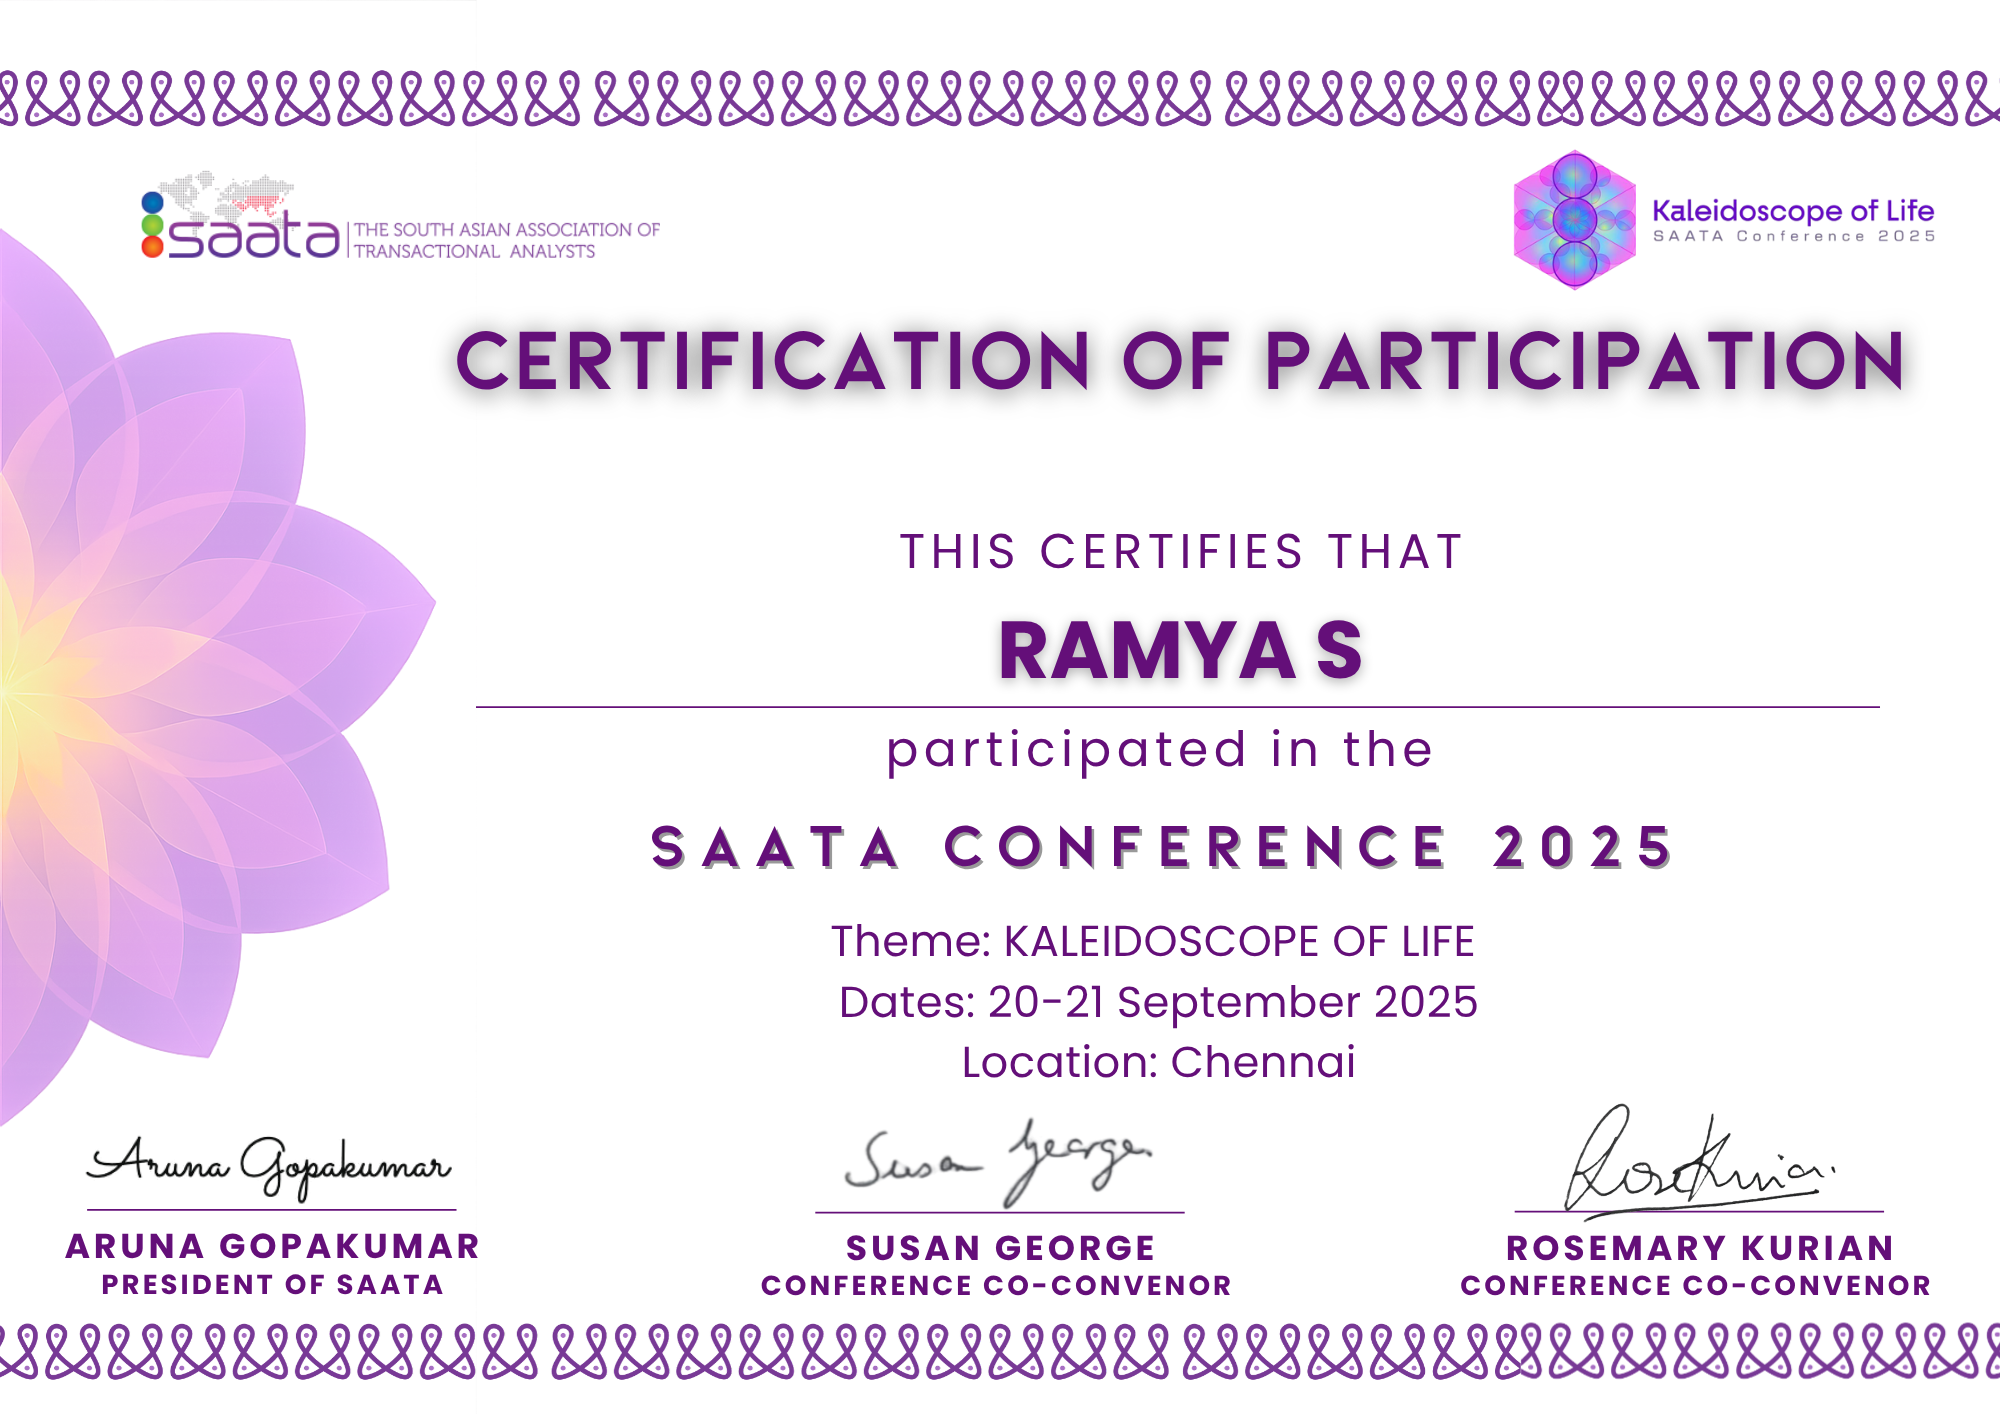 saata
THE SOUTH ASIAN ASSOCIATION OF
TRANSACTIONAL ANALYSTS
Kaleidoscope of Life
SAATA Conference 2025
CERTIFICATION OF PARTICIPATION
THIS CERTIFIES THAT
RAMYA S
participated in the
SAATA CONFERENCE 2025
Theme: KALEIDOSCOPE OF LIFE
Dates: 20-21 September 2025
Location: Chennai
Aruna Gopakumar
Susan George
Rose Kurian
ARUNA GOPAKUMAR
PRESIDENT OF SAATA
SUSAN GEORGE
CONFERENCE CO-CONVENOR
ROSEMARY KURIAN
CONFERENCE CO-CONVENOR